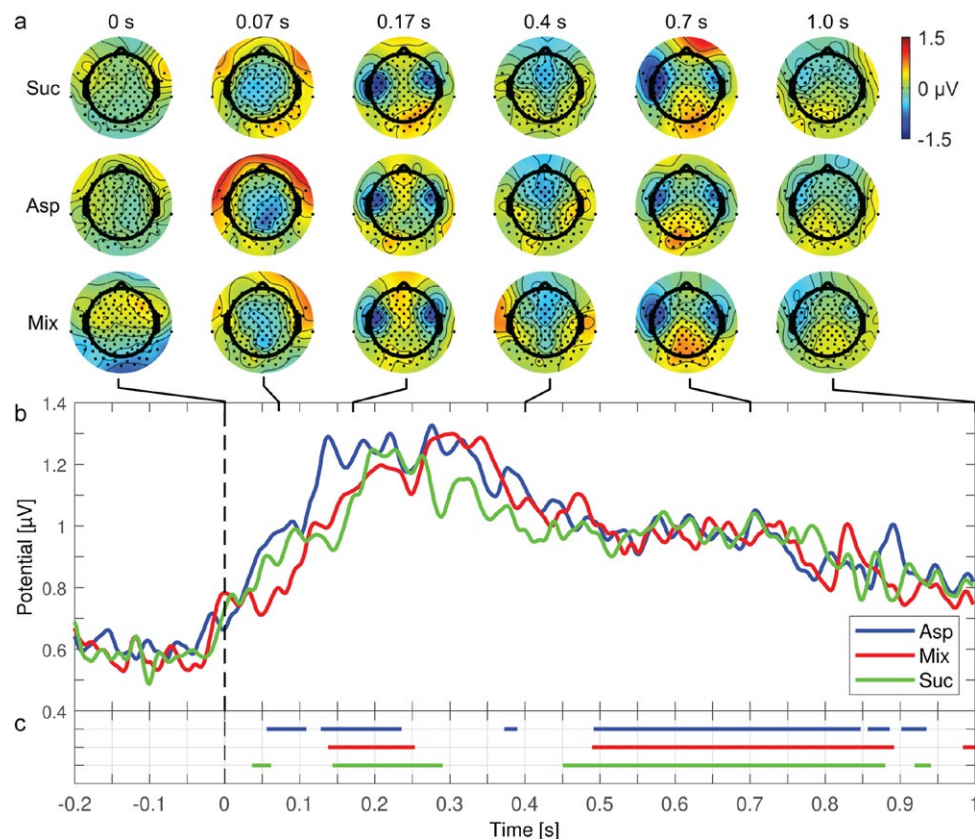 a 0 s 0.07 s 0.17 s 0.4 s 0.7 s 1.0 s
Suc
1.5
0 µV
-1.5
Asp
Mix
b
1.4
1.2
1
0.8
0.6
0.4
Potential [µV]
Asp
Mix
Suc
c
-0.2 -0.1 0 0.1 0.2 0.3 0.4 0.5 0.6 0.7 0.8 0.9 1
Time [s]